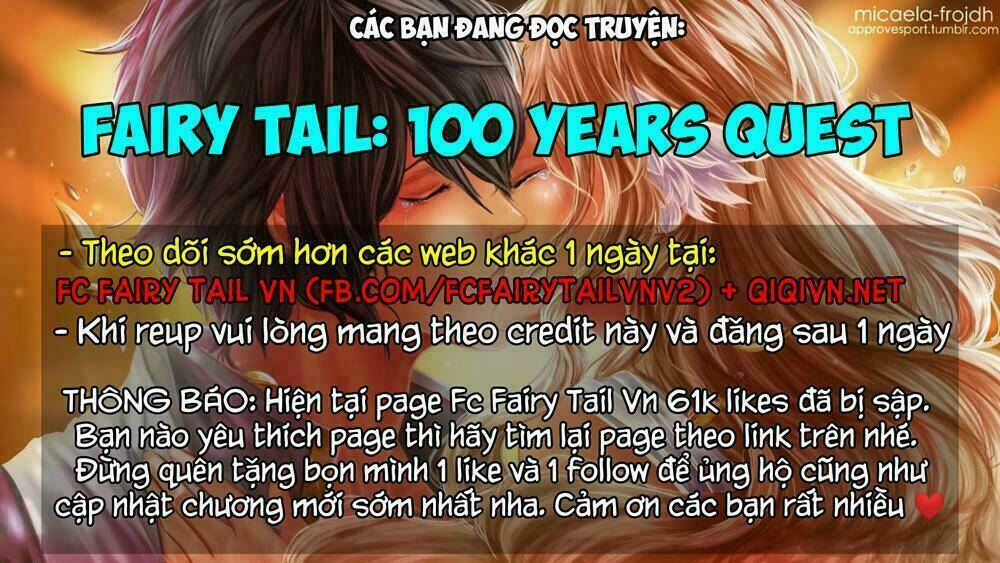 CÁC BẠN ĐANG ĐỌC TRUYỆN:
micaela-frojdh
approvesport.tumblr.com
FAIRY TAIL: 100 YEARS QUEST
- Theo dõi sớm hơn các web khác 1 ngày tại:
FC FAIRY TAIL VN (FB.COM/FCFAIRYTAILVNV2) + QIQIVN.NET
- Khi reup vui lòng mang theo credit này và đăng sau 1 ngày
THÔNG BÁO: Hiện tại page Fc Fairy Tail Vn 61k likes đã bị sập.
Bạn nào yêu thích page thì hãy tìm lại page theo link trên nhé.
Đừng quên tặng bọn mình 1 like và 1 follow để ủng hộ cũng như
cập nhật chương mới sớm nhất nha. Cảm ơn các bạn rất nhiều ❤